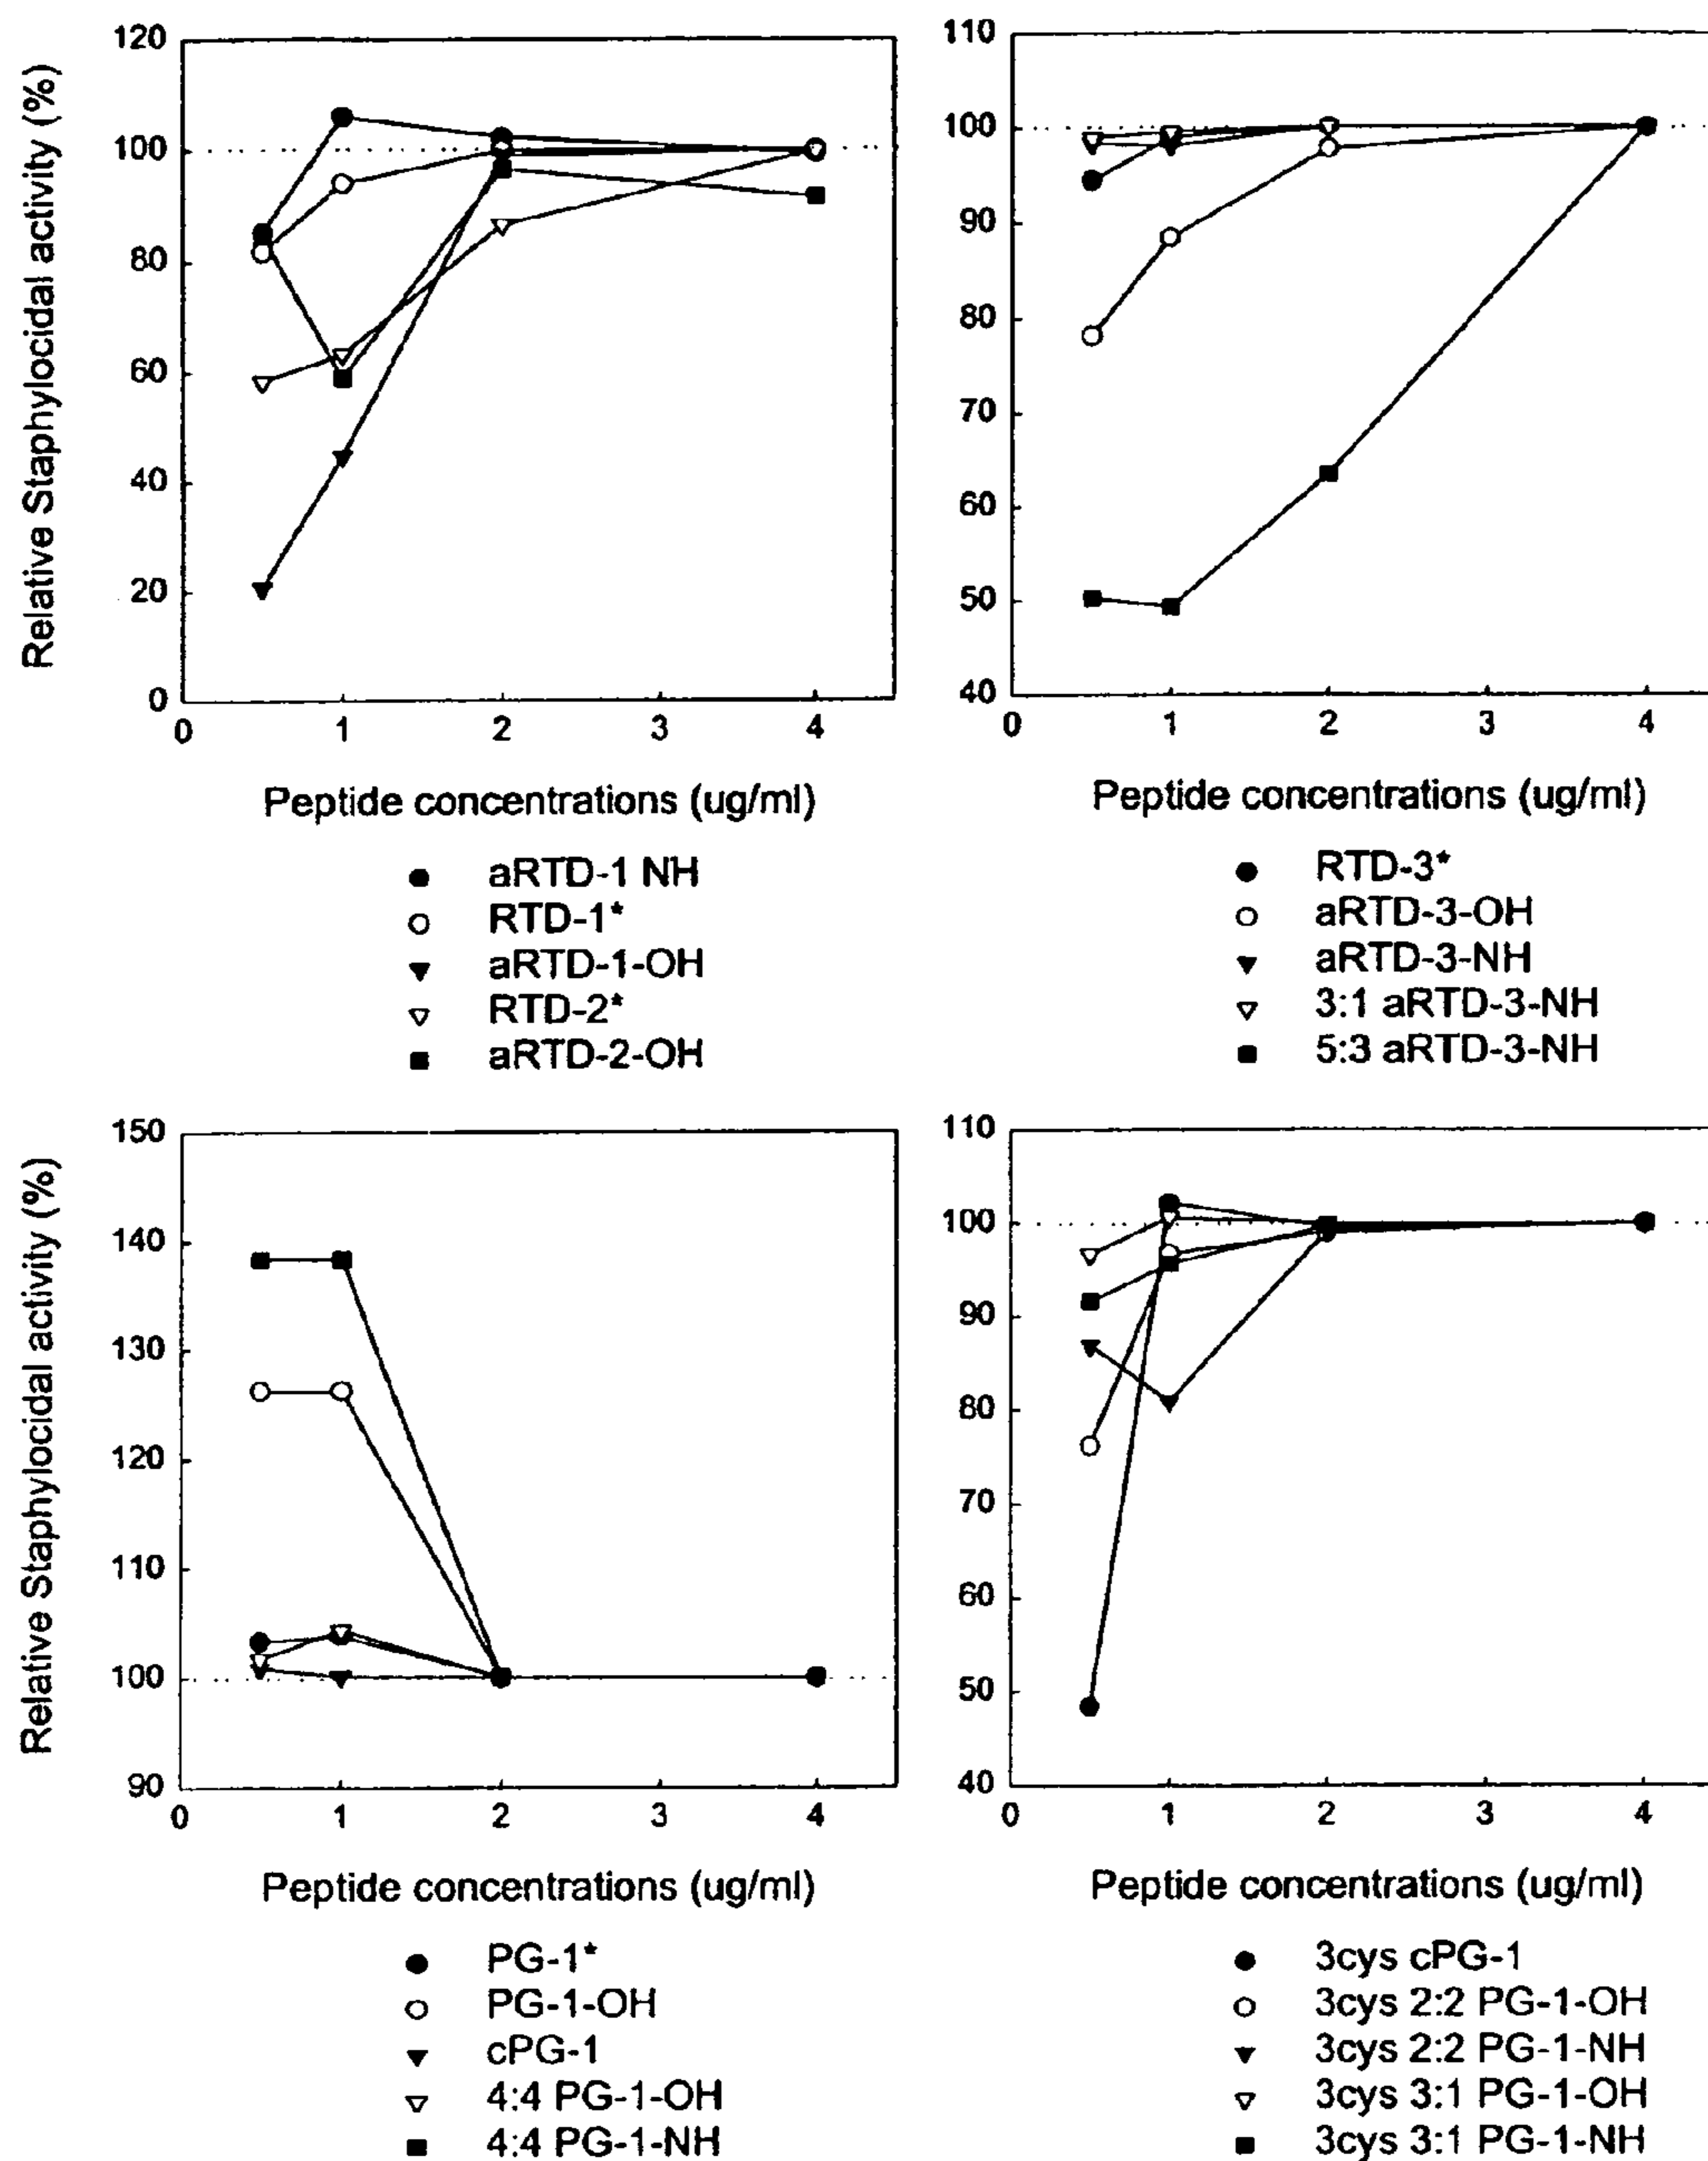 120
100
80
60
40
20
0
0 1 2 3 4
Relative Staphylocidal activity (%)
Peptide concentrations (ug/ml)
aRTD-1 NH
RTD-1*
aRTD-1-OH
RTD-2*
aRTD-2-OH
110
100
90
80
70
60
50
40
0 1 2 3 4
Peptide concentrations (ug/ml)
RTD-3*
aRTD-3-OH
aRTD-3-NH
3:1 aRTD-3-NH
5:3 aRTD-3-NH
150
140
130
120
110
100
90
0 1 2 3 4
Relative Staphylocidal activity (%)
Peptide concentrations (ug/ml)
PG-1*
PG-1-OH
cPG-1
4:4 PG-1-OH
4:4 PG-1-NH
110
100
90
80
70
60
50
40
0 1 2 3 4
Peptide concentrations (ug/ml)
3cys cPG-1
3cys 2:2 PG-1-OH
3cys 2:2 PG-1-NH
3cys 3:1 PG-1-OH
3cys 3:1 PG-1-NH